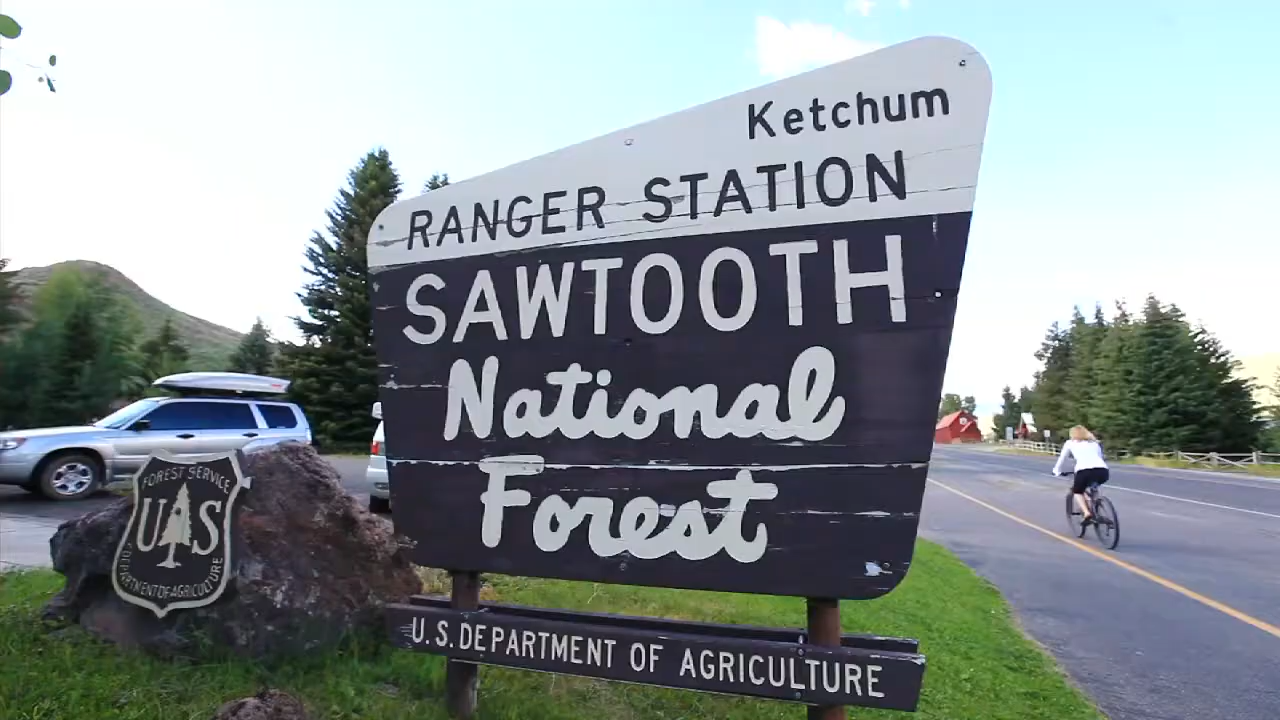 Ketchum
RANGER STATION
SAWTOOTH
National
Forest
U.S. DEPARTMENT OF AGRICULTURE
FOREST SERVICE
U S
DEPARTMENT OF AGRICULTURE